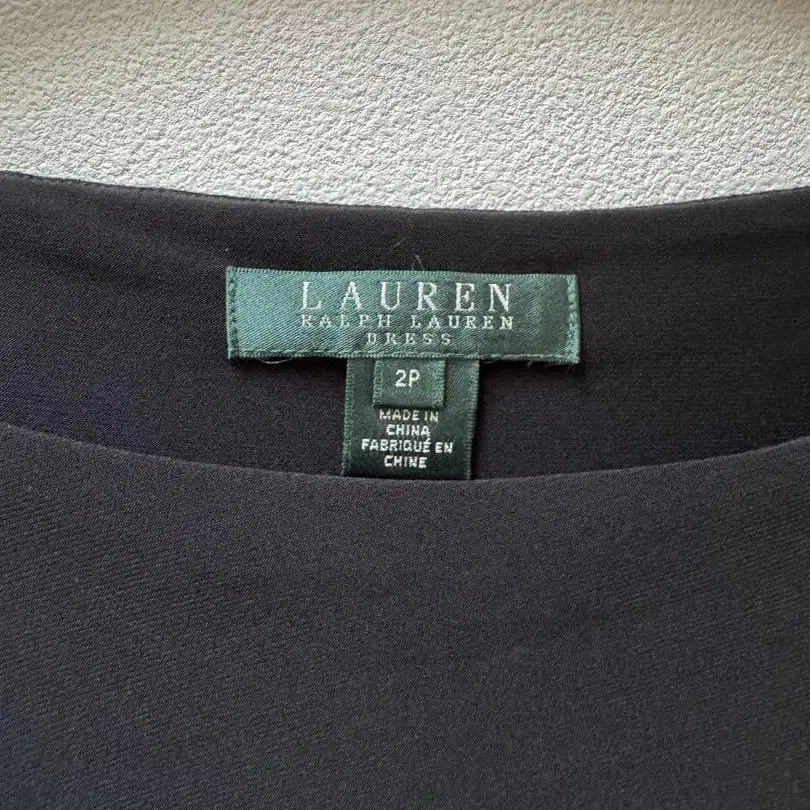 LAUREN
RALPH LAUREN
DRESS
2P
MADE IN
CHINA
FABRIQUÉ EN
CHINE